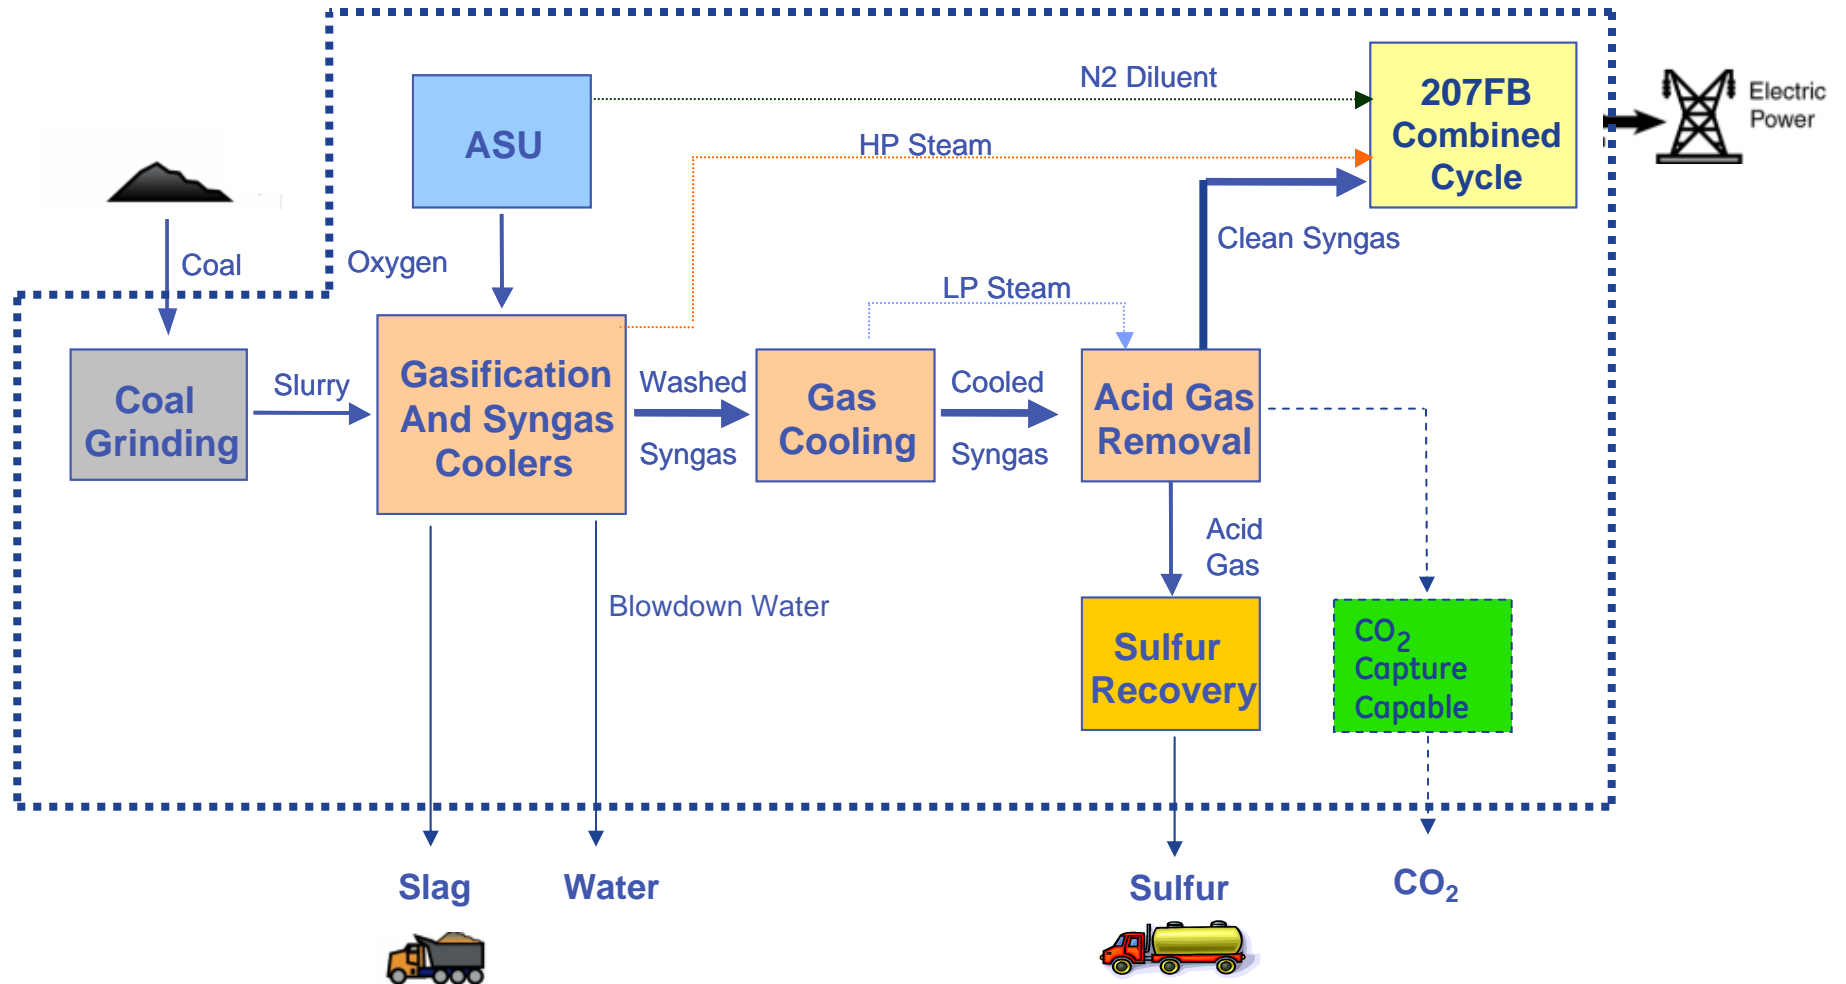 N2 Diluent
207FB
Combined
Cycle
Electric
Power
ASU
HP Steam
Coal
Oxygen
Clean Syngas
LP Steam
Coal
Grinding
Slurry
Gasification
And Syngas
Coolers
Washed
Syngas
Gas
Cooling
Cooled
Syngas
Acid Gas
Removal
Acid
Gas
Blowdown Water
Sulfur
Recovery
CO2
Capture
Capable
Slag
Water
Sulfur
CO2